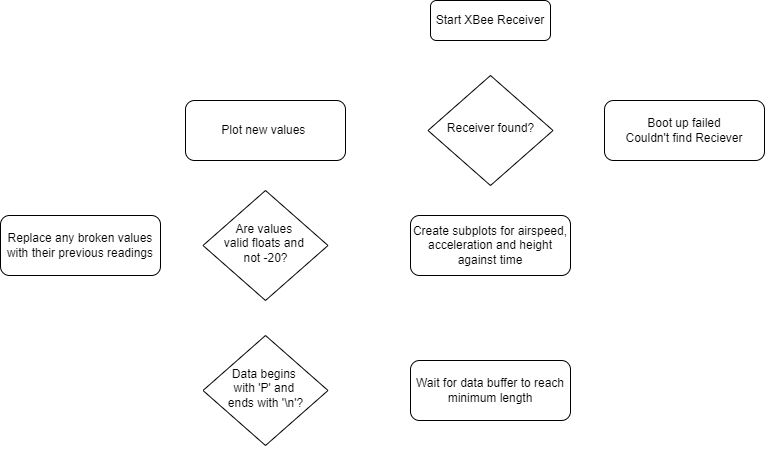 Start XBee Receiver
Plot new values
Receiver found?
Boot up failed
Couldn't find Reciever
Replace any broken values
with their previous readings
Are values
valid floats and
not -20?
Create subplots for airspeed,
acceleration and height
against time
Data begins
with 'P' and
ends with '\n'?
Wait for data buffer to reach
minimum length